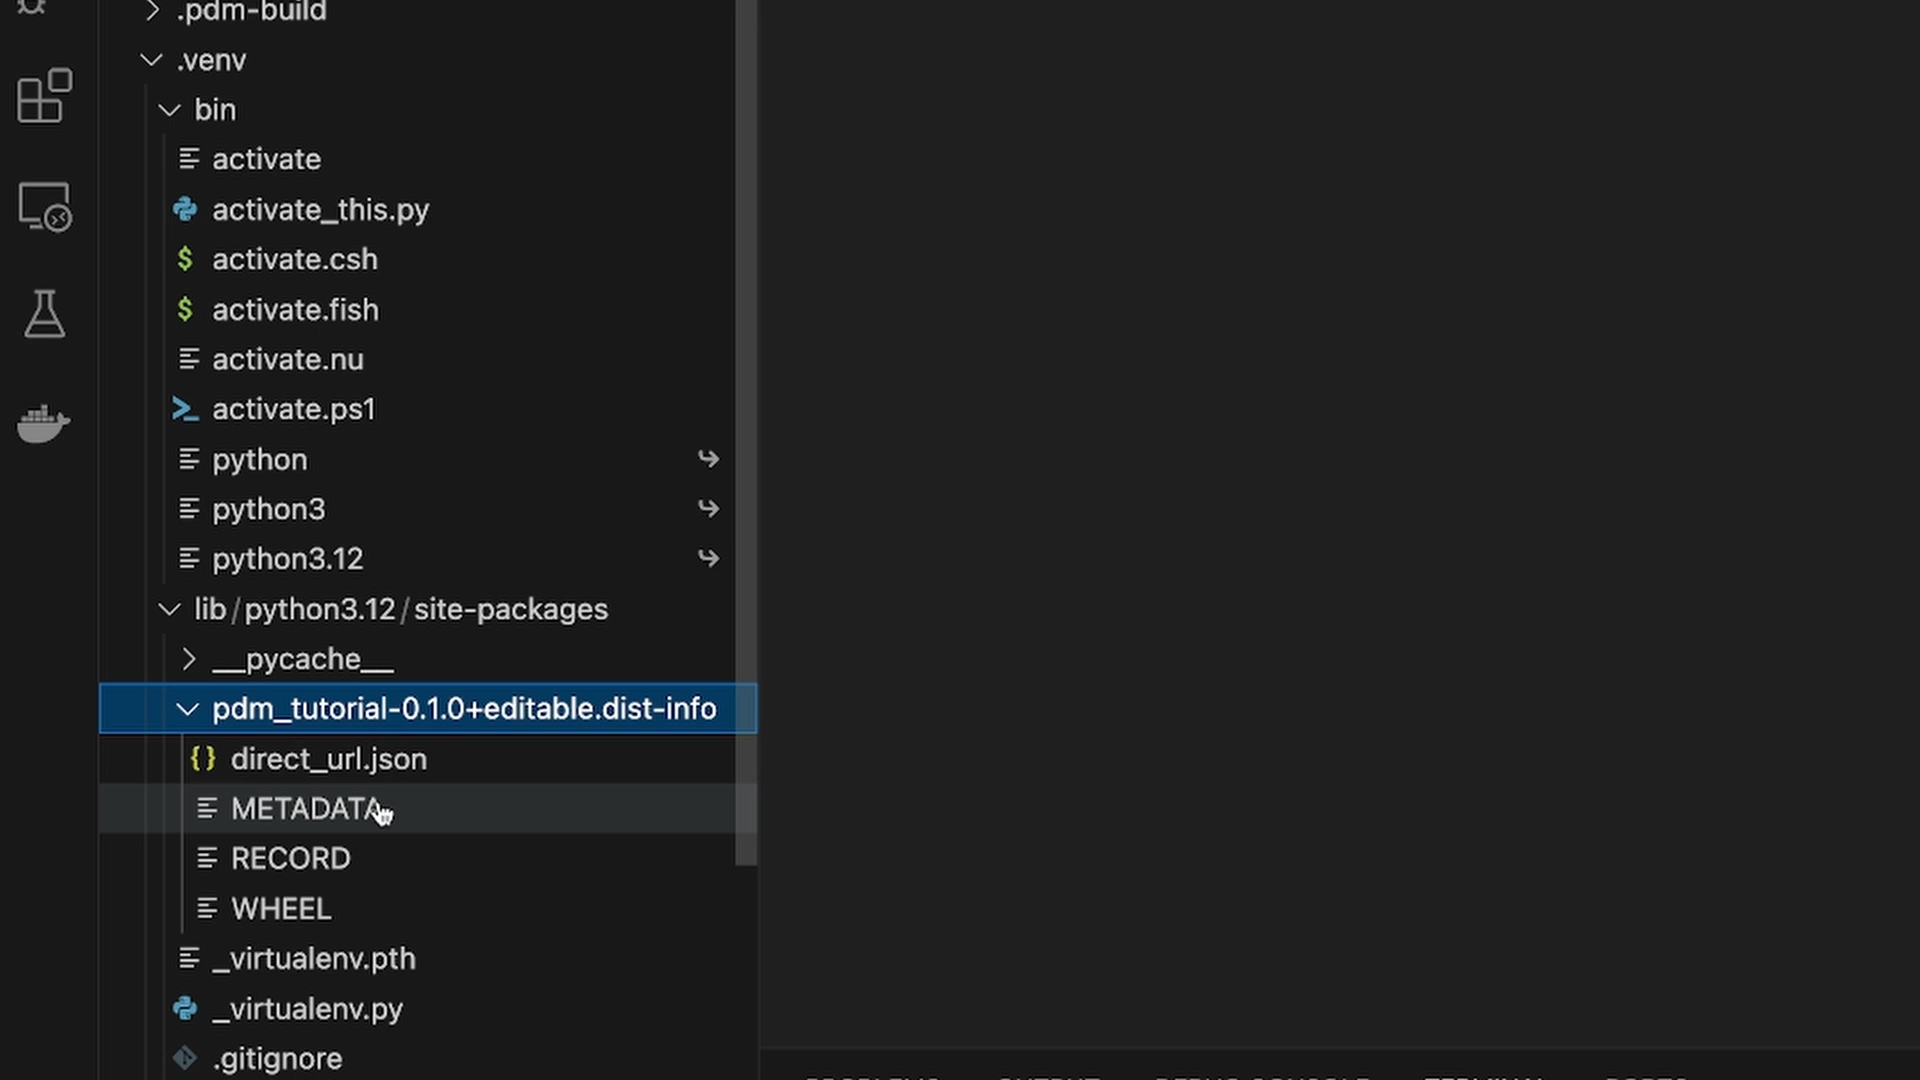 .pdm-build
.venv
bin
activate
activate_this.py
activate.csh
activate.fish
activate.nu
activate.ps1
python
python3
python3.12
lib/python3.12/site-packages
__pycache__
pdm_tutorial-0.1.0+editable.dist-info
direct_url.json
METADATA
RECORD
WHEEL
_virtualenv.pth
_virtualenv.py
.gitignore